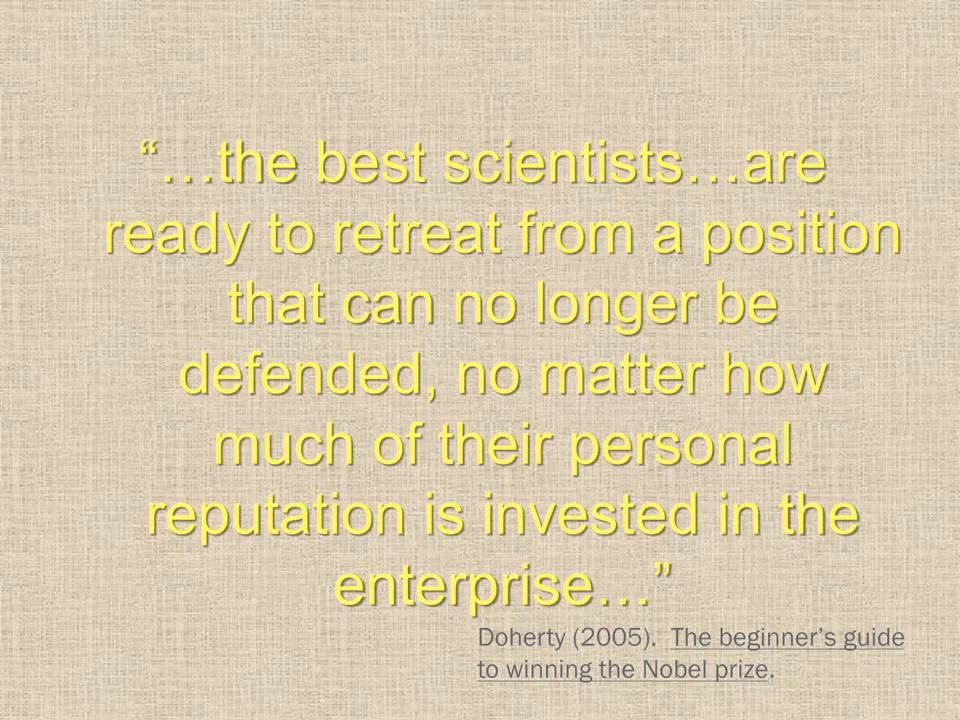 “…the best scientists…are
ready to retreat from a position
that can no longer be
defended, no matter how
much of their personal
reputation is invested in the
enterprise…”
Doherty (2005).  The beginner’s guide
to winning the Nobel prize.